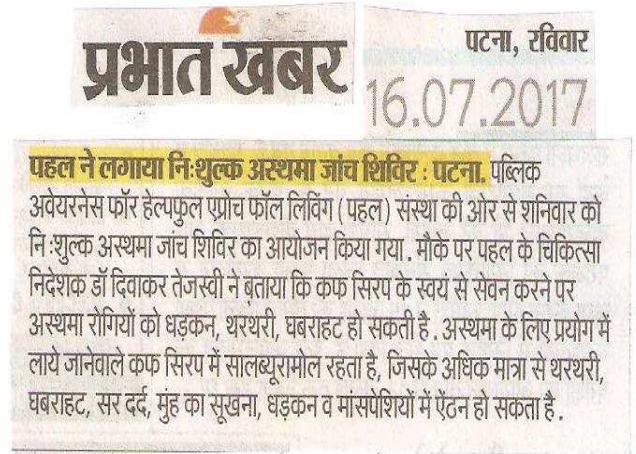 प्रभात खबर
पटना, रविवार
16.07.2017
पहल ने लगाया निःशुल्क अस्थमा जांच शिविर : पटना. पब्लिक
अवेयरनेस फॉर हेल्पफुल एप्रोच फॉल लिविंग (पहल) संस्था की ओर से शनिवार को
नि :शुल्क अस्थमा जांच शिविर का आयोजन किया गया. मौके पर पहल के चिकित्सा
निदेशक डॉ दिवाकर तेजस्वी ने बताया कि कफ सिरप के स्वयं से सेवन करने पर
अस्थमा रोगियों को धड़कन, थरथरी, घबराहट हो सकती है. अस्थमा के लिए प्रयोग में
लाये जानेवाले कफ सिरप में सालब्यूरामोल रहता है, जिसके अधिक मात्रा से थरथरी,
घबराहट, सर दर्द, मुंह का सूखना, धड़कन व मांसपेशियों में ऐंठन हो सकता है.